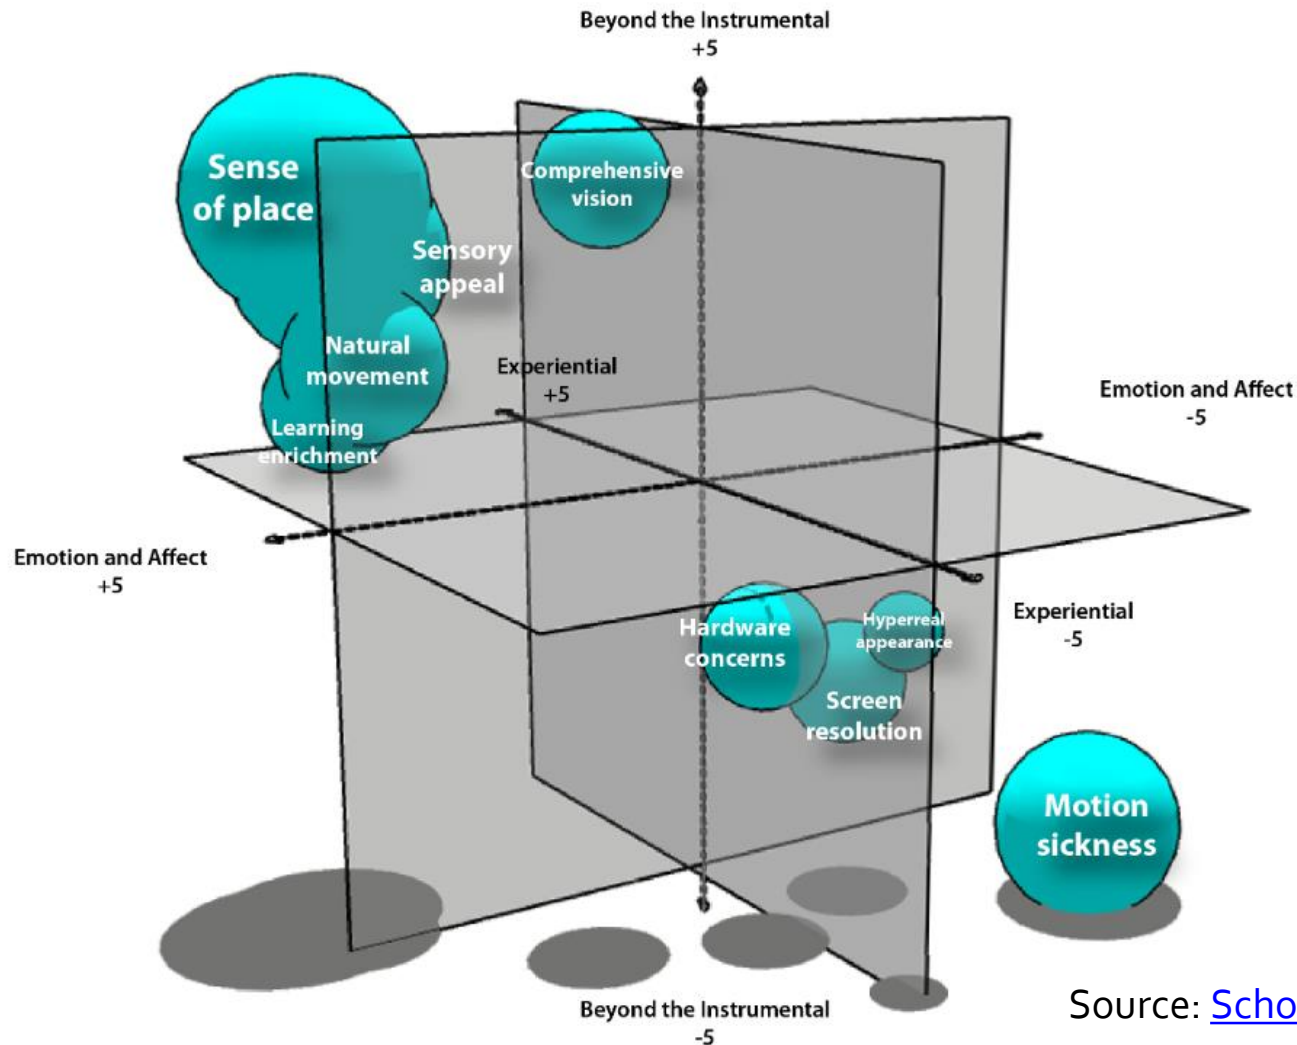 Beyond the Instrumental
+5
Sense
of place
Comprehensive
vision
Sensory
appeal
Natural
movement
Experiential
+5
Emotion and Affect
-5
Learning
enrichment
Emotion and Affect
+5
Experiential
-5
Hardware
concerns
Hyperreal
appearance
Screen
resolution
Motion
sickness
Beyond the Instrumental
-5
Source: Scho